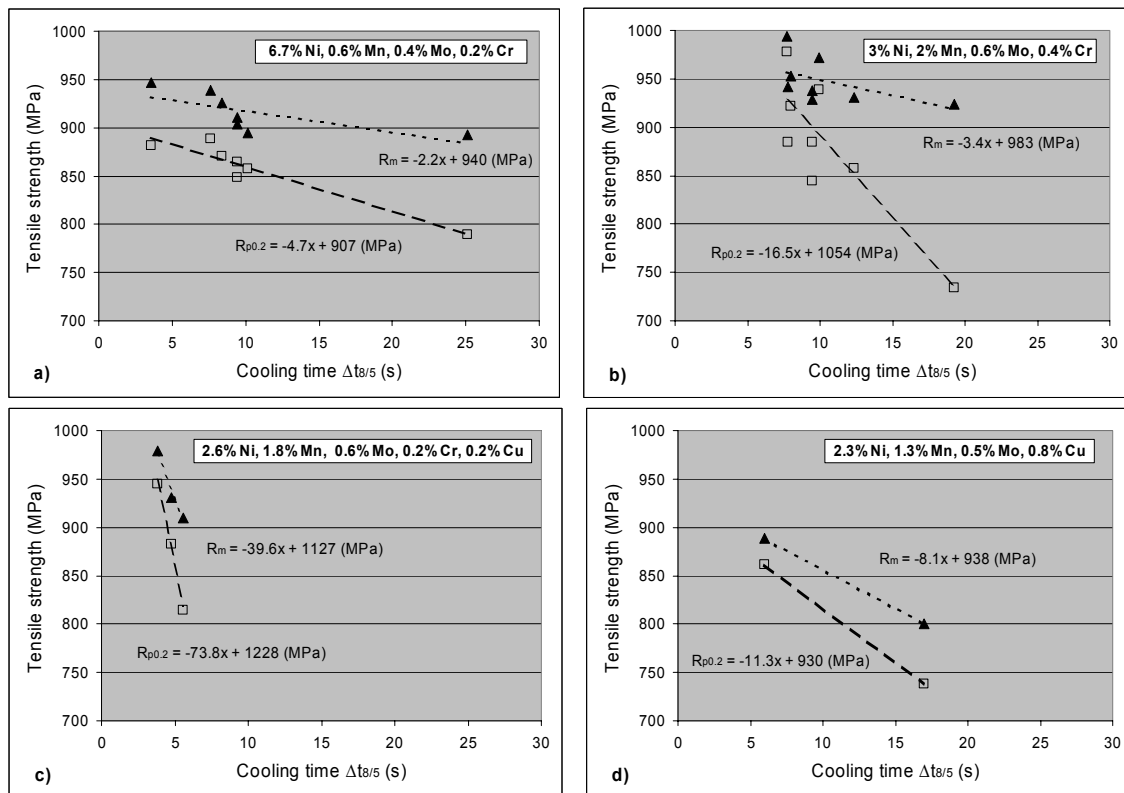 6.7% Ni, 0.6% Mn, 0.4% Mo, 0.2% Cr
Tensile strength (MPa)
1000
950
900
850
800
750
700
Rm = -2.2x + 940 (MPa)
Rp0.2 = -4.7x + 907 (MPa)
0 5 10 15 20 25 30
a)
Cooling time Δt8/5 (s)
3% Ni, 2% Mn, 0.6% Mo, 0.4% Cr
Tensile strength (MPa)
1000
950
900
850
800
750
700
Rm = -3.4x + 983 (MPa)
Rp0.2 = -16.5x + 1054 (MPa)
0 5 10 15 20 25 30
b)
Cooling time Δt8/5 (s)
2.6% Ni, 1.8% Mn, 0.6% Mo, 0.2% Cr, 0.2% Cu
Tensile strength (MPa)
1000
950
900
850
800
750
700
Rm = -39.6x + 1127 (MPa)
Rp0.2 = -73.8x + 1228 (MPa)
0 5 10 15 20 25 30
c)
Cooling time Δt8/5 (s)
2.3% Ni, 1.3% Mn, 0.5% Mo, 0.8% Cu
Tensile strength (MPa)
1000
950
900
850
800
750
700
Rm = -8.1x + 938 (MPa)
Rp0.2 = -11.3x + 930 (MPa)
0 5 10 15 20 25 30
d)
Cooling time Δt8/5 (s)